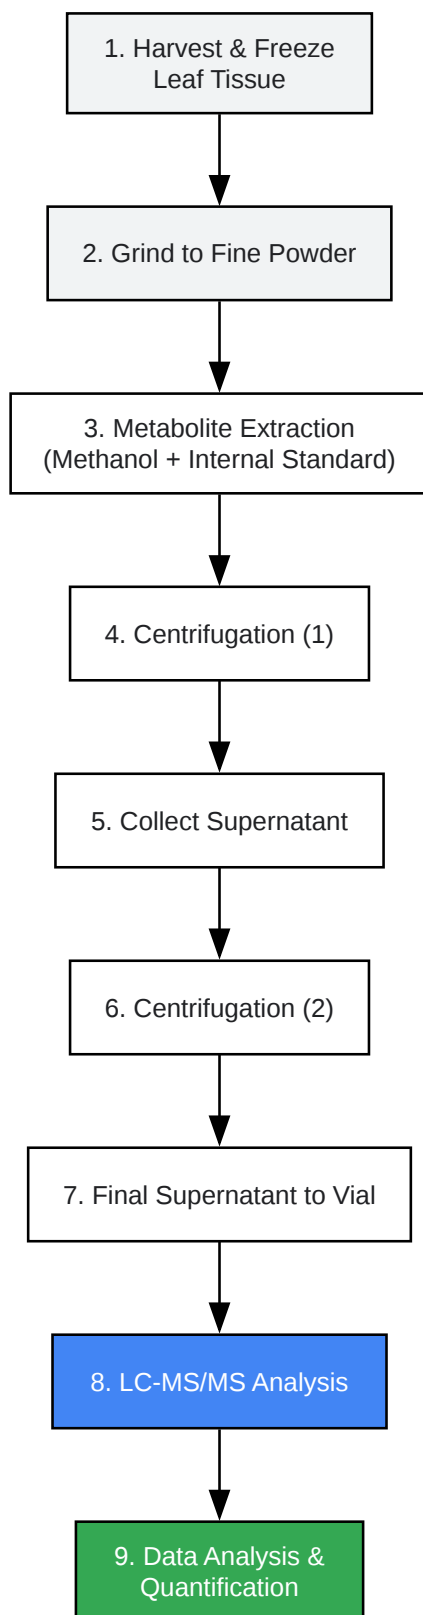 1. Harvest & Freeze
Leaf Tissue
2. Grind to Fine Powder
3. Metabolite Extraction
(Methanol + Internal Standard)
4. Centrifugation (1)
5. Collect Supernatant
6. Centrifugation (2)
7. Final Supernatant to Vial
8. LC-MS/MS Analysis
9. Data Analysis &
Quantification